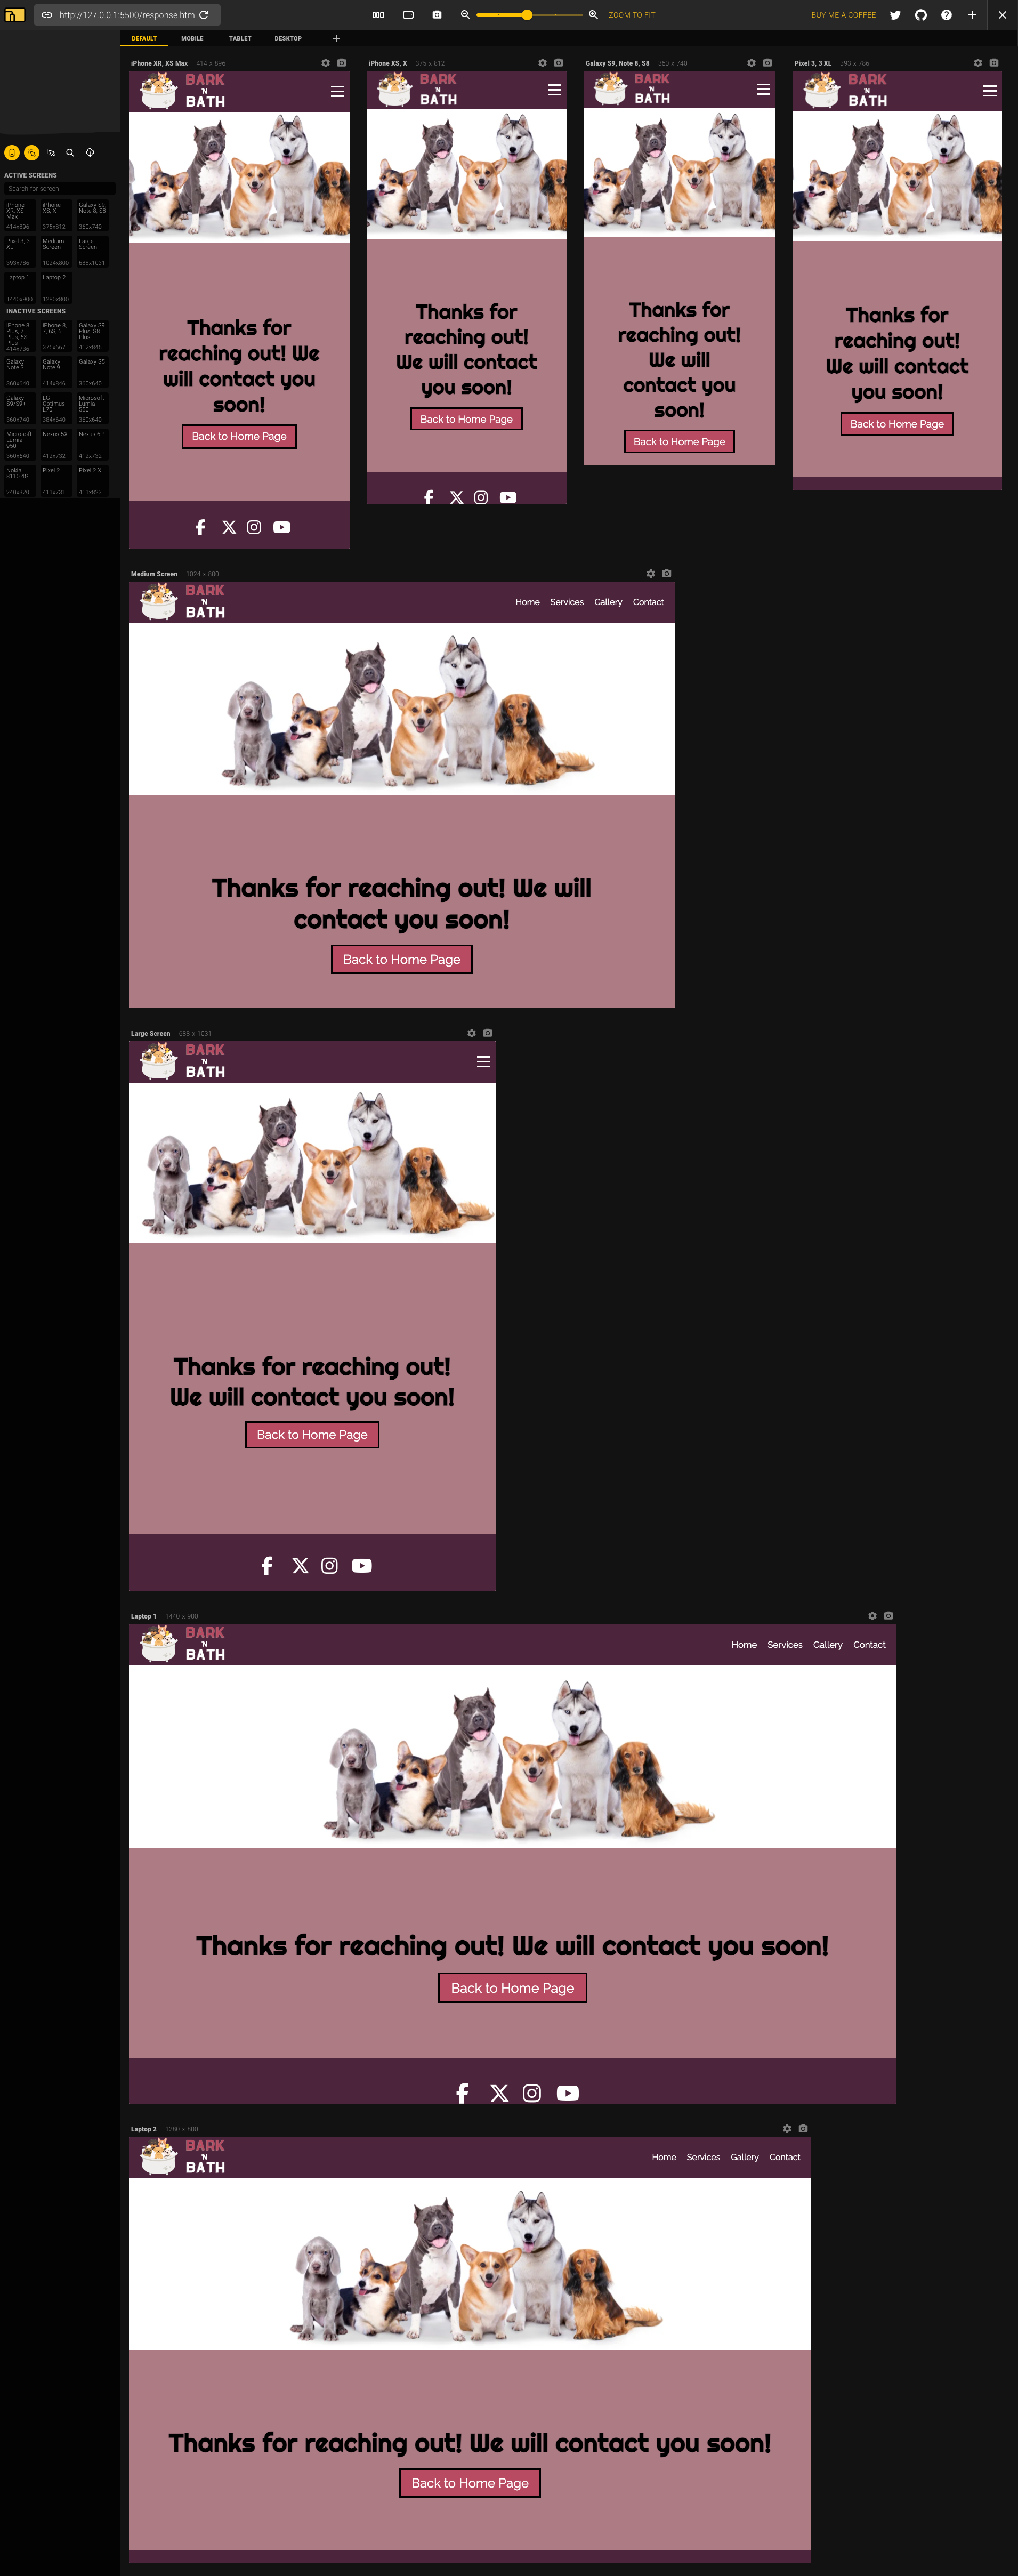 http://127.0.0.1:5500/response.htm
ZOOM TO FIT
BUY ME A COFFEE
DEFAULT
MOBILE
TABLET
DESKTOP
ACTIVE SCREENS
Search for screen
iPhone
XR, XS
Max
414x896
iPhone
XS, X
375x812
Galaxy S9,
Note 8, S8
360x740
Pixel 3, 3
XL
393x786
Medium
Screen
1024x800
Large
Screen
688x1031
Laptop 1
1440x900
Laptop 2
1280x800
INACTIVE SCREENS
iPhone 8
Plus, 7
Plus, 6S
Plus
414x736
iPhone 8,
7, 6S, 6
375x667
Galaxy S9
Plus, S8
Plus
412x846
Galaxy
Note 3
360x640
Galaxy
Note 9
414x846
Galaxy S5
360x640
Galaxy
S9/S9+
360x740
LG
Optimus
L70
384x640
Microsoft
Lumia
550
360x640
Microsoft
Lumia
950
360x640
Nexus 5X
412x732
Nexus 6P
412x732
Nokia
8110 4G
240x320
Pixel 2
411x731
Pixel 2 XL
411x823
iPhone XR, XS Max 414 x 896
BARK
'N
BATH
Thanks for
reaching out! We
will contact you
soon!
Back to Home Page
iPhone XS, X 375 x 812
BARK
'N
BATH
Thanks for
reaching out!
We will contact
you soon!
Back to Home Page
Galaxy S9, Note 8, S8 360 x 740
BARK
'N
BATH
Thanks for
reaching out!
We will
contact you
soon!
Back to Home Page
Pixel 3, 3 XL 393 x 786
BARK
'N
BATH
Thanks for
reaching out!
We will contact
you soon!
Back to Home Page
Medium Screen 1024 x 800
BARK
'N
BATH
Home Services Gallery Contact
Thanks for reaching out! We will
contact you soon!
Back to Home Page
Large Screen 688 x 1031
BARK
'N
BATH
Thanks for reaching out!
We will contact you soon!
Back to Home Page
Laptop 1 1440 x 900
BARK
'N
BATH
Home Services Gallery Contact
Thanks for reaching out! We will contact you soon!
Back to Home Page
Laptop 2 1280 x 800
BARK
'N
BATH
Home Services Gallery Contact
Thanks for reaching out! We will contact you soon!
Back to Home Page